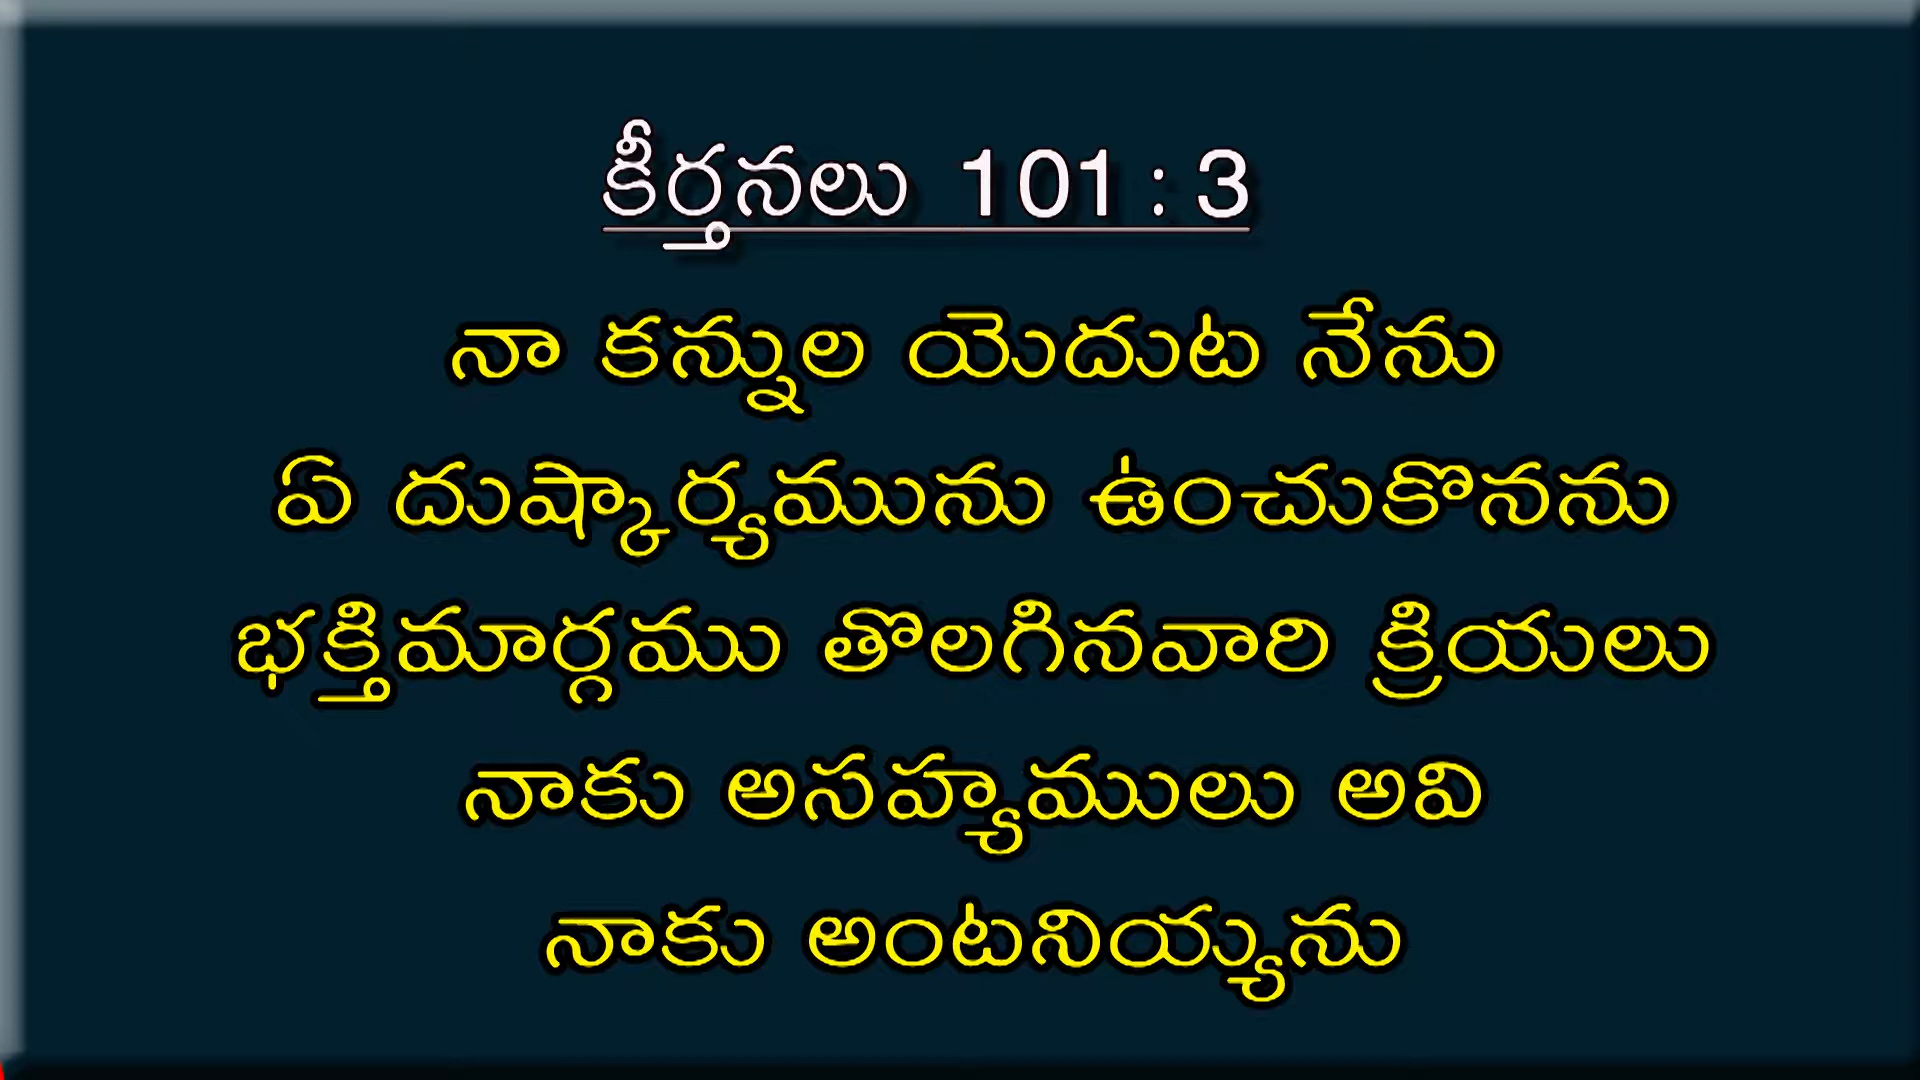 కీర్తనలు 101 : 3
నా కన్నుల యెదుట నేను
ఏ దుష్కార్యమును ఉంచుకొనను
భక్తిమార్గము తొలగినవారి క్రియలు
నాకు అసహ్యములు అవి
నాకు అంటనియ్యను